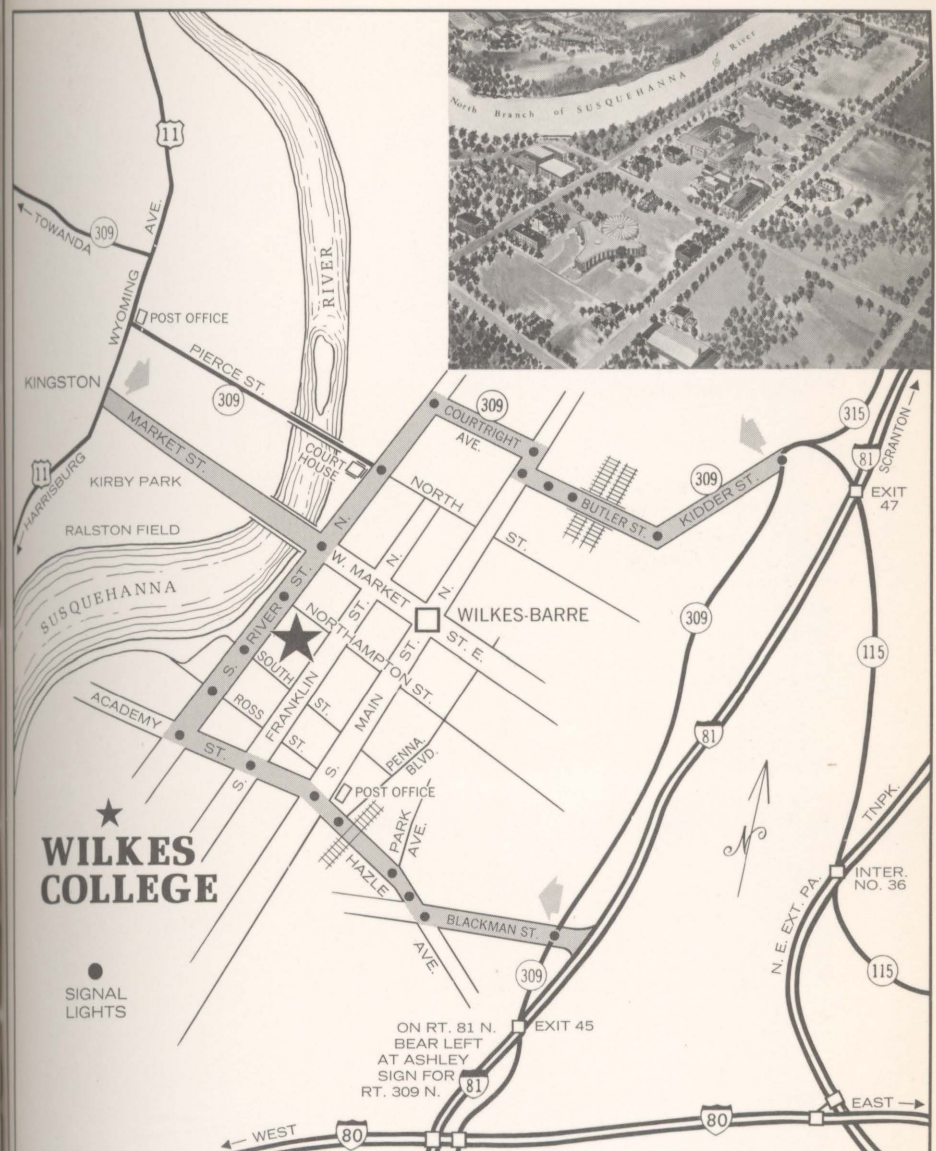 North Branch of SUSQUEHANNA River
11
TOWANDA
309
WYOMING AVE.
POST OFFICE
RIVER
PIERCE ST.
309
KINGSTON
MARKET ST.
11
HARRISBURG
KIRBY PARK
RALSTON FIELD
SUSQUEHANNA
COURT
HOUSE
309
COURTRIGHT
AVE.
NORTH
ST.
BUTLER ST.
309
KIDDER ST.
315
81
SCRANTON
EXIT
47
N.
W. MARKET
ST. E.
N.
ST.
N.
ST.
WILKES-BARRE
S. RIVER ST.
NORTHAMPTON ST.
SOUTH
ST.
ROSS
ST.
S. FRANKLIN
S. MAIN
PENNA.
BLVD.
ACADEMY
ST.
POST OFFICE
PARK
AVE.
HAZLE
AVE.
BLACKMAN ST.
309
115
81
N
TNPK.
N. E. EXT. PA.
INTER.
NO. 36
115
WILKES
COLLEGE
SIGNAL
LIGHTS
309
EXIT 45
ON RT. 81 N.
BEAR LEFT
AT ASHLEY
SIGN FOR
RT. 309 N.
81
WEST
80
80
EAST